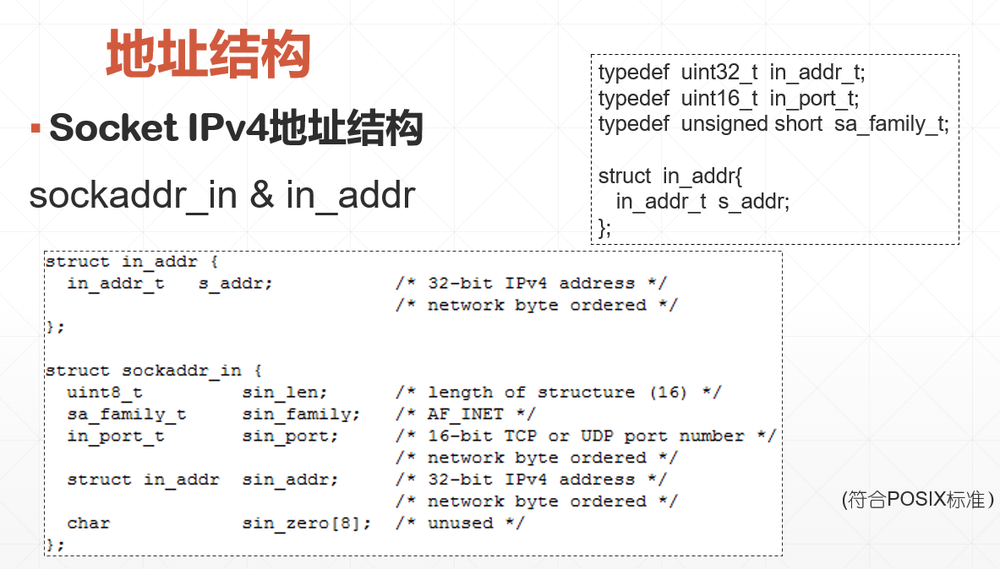 地址结构
Socket IPv4地址结构
sockaddr_in & in_addr
typedef uint32_t in_addr_t;
typedef uint16_t in_port_t;
typedef unsigned short sa_family_t;
struct in_addr{
in_addr_t s_addr;
};
struct in_addr {
in_addr_t s_addr; /* 32-bit IPv4 address */
/* network byte ordered */
};
struct sockaddr_in {
uint8_t sin_len; /* length of structure (16) */
sa_family_t sin_family; /* AF_INET */
in_port_t sin_port; /* 16-bit TCP or UDP port number */
/* network byte ordered */
struct in_addr sin_addr; /* 32-bit IPv4 address */
/* network byte ordered */
char sin_zero[8]; /* unused */
};
(符合POSIX标准）